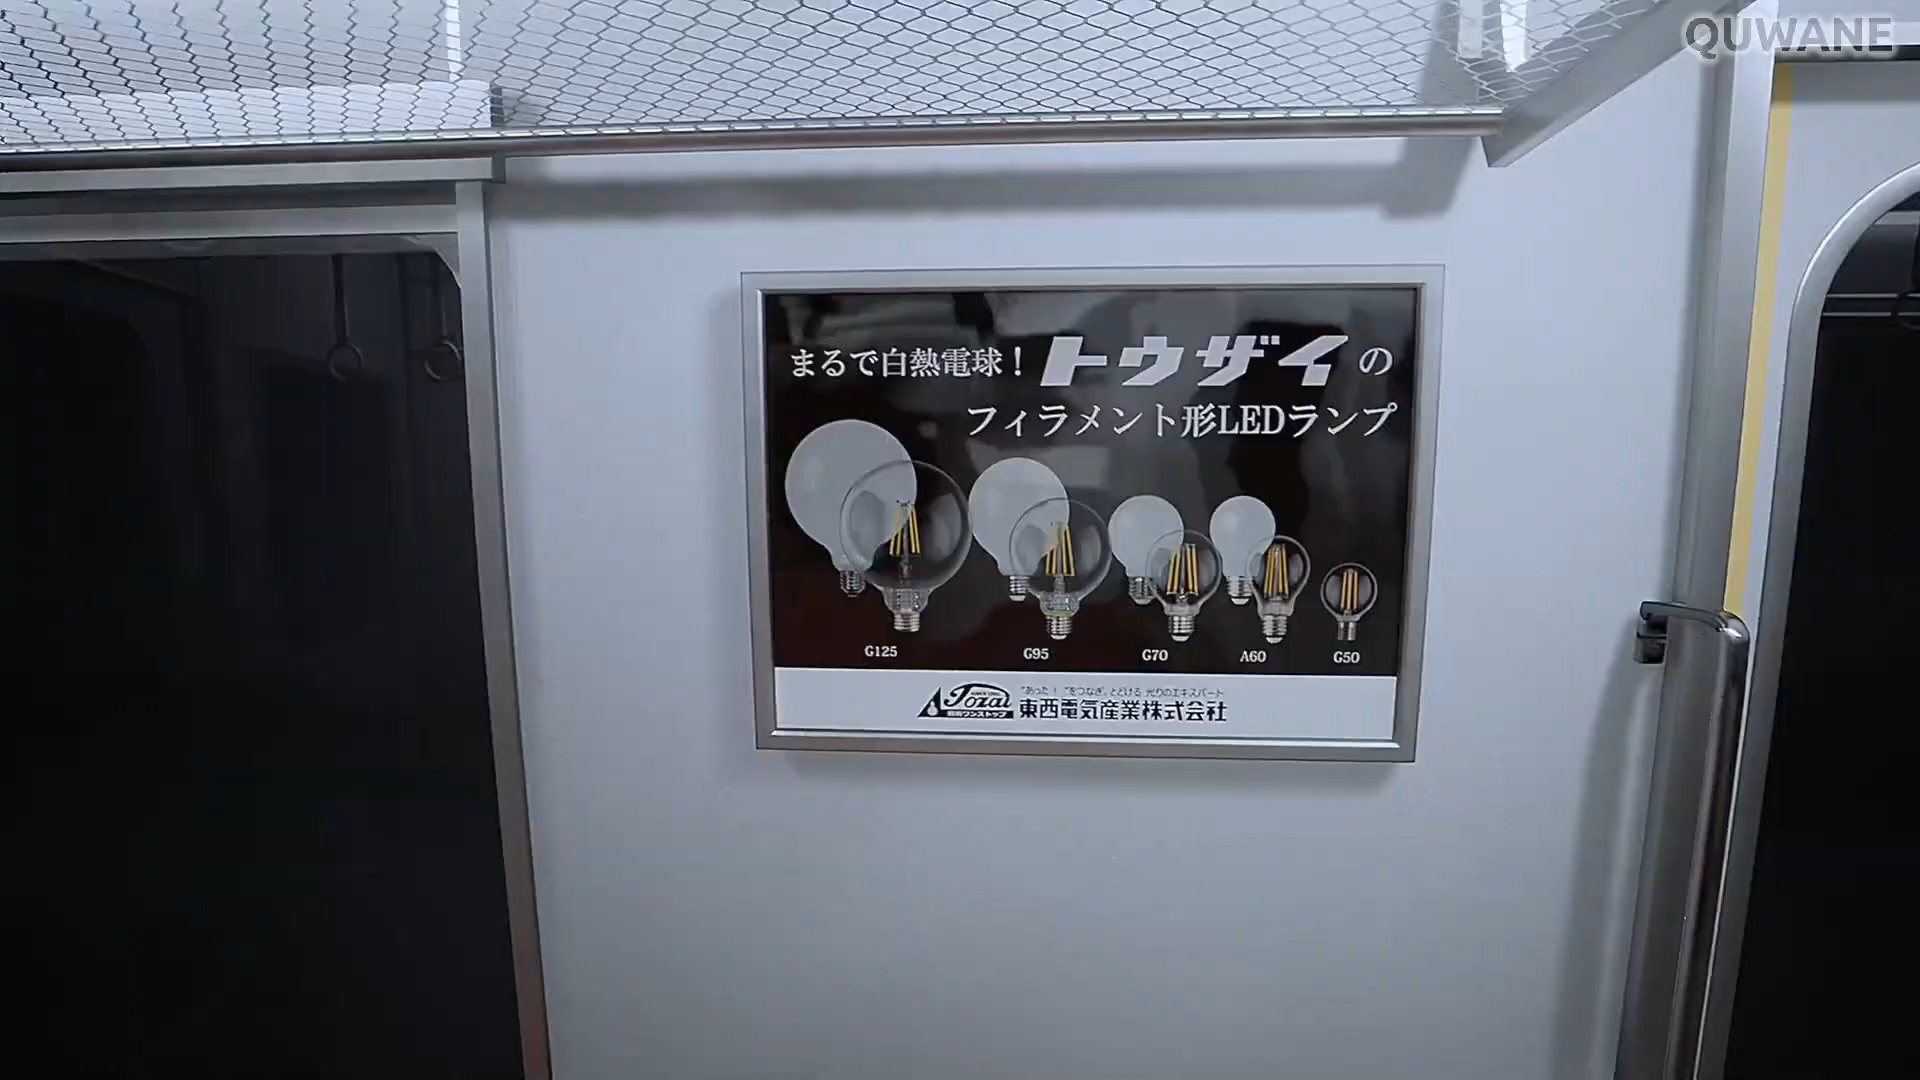 QUWANE
まるで白熱電球！トウザイの
フィラメント形LEDランプ
G125 G95 G70 A60 G50
Tozai
"あった！"をつなぎ、とどける 光りのエキスパート
東西電気産業株式会社